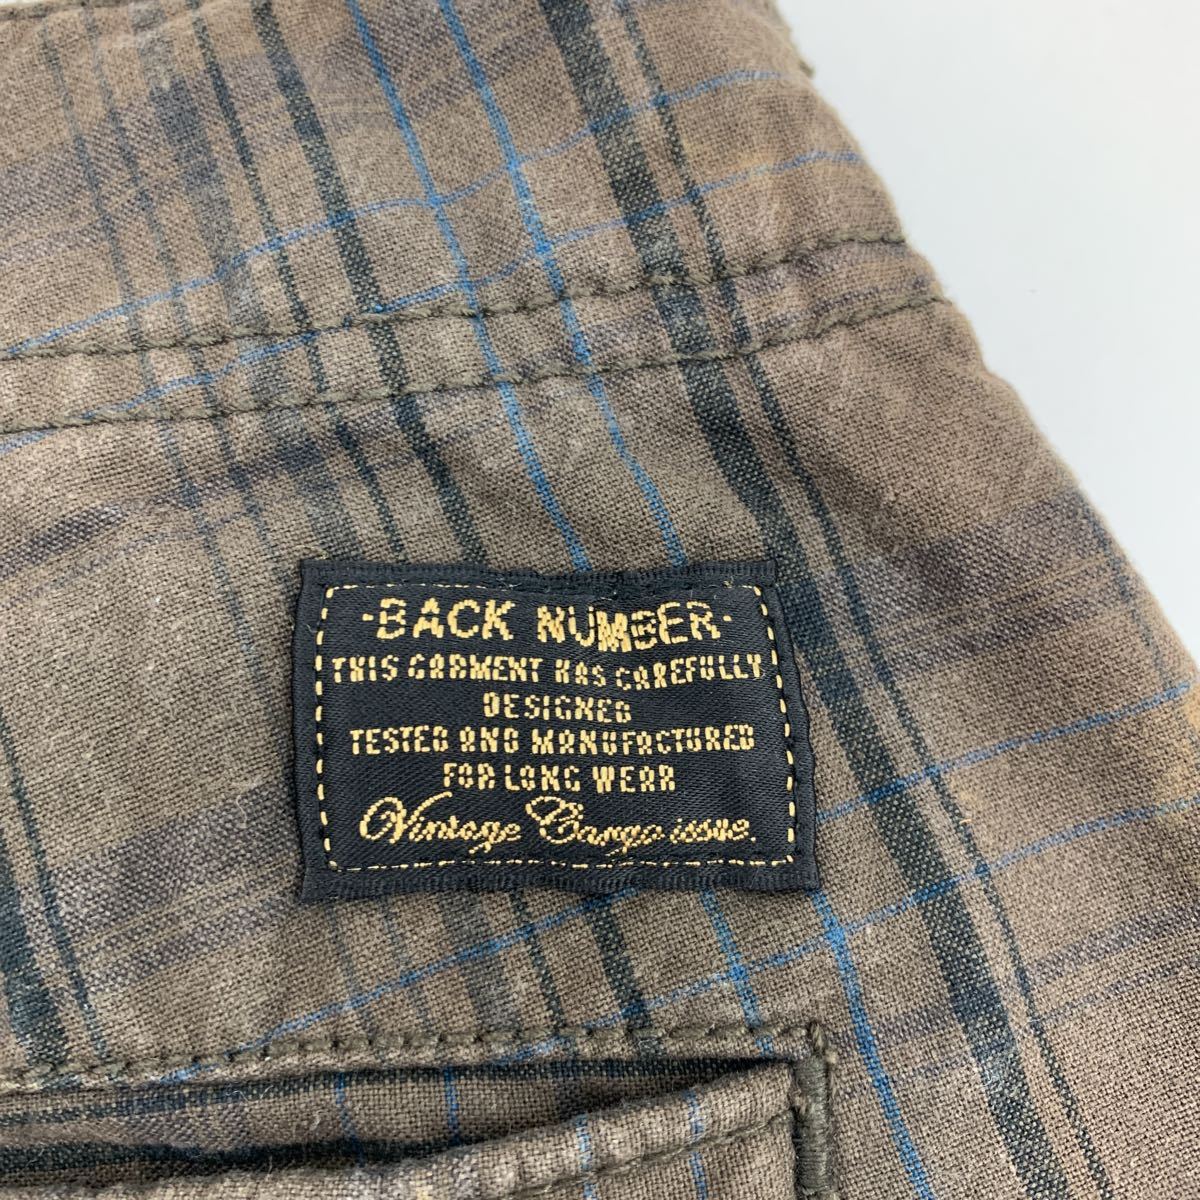 ·BACK NUMBER·
THIS GARMENT HAS CAREFULLY
DESIGNED
TESTED AND MANUFACTURED
FOR LONG WEAR
Vintage Cargo issue.